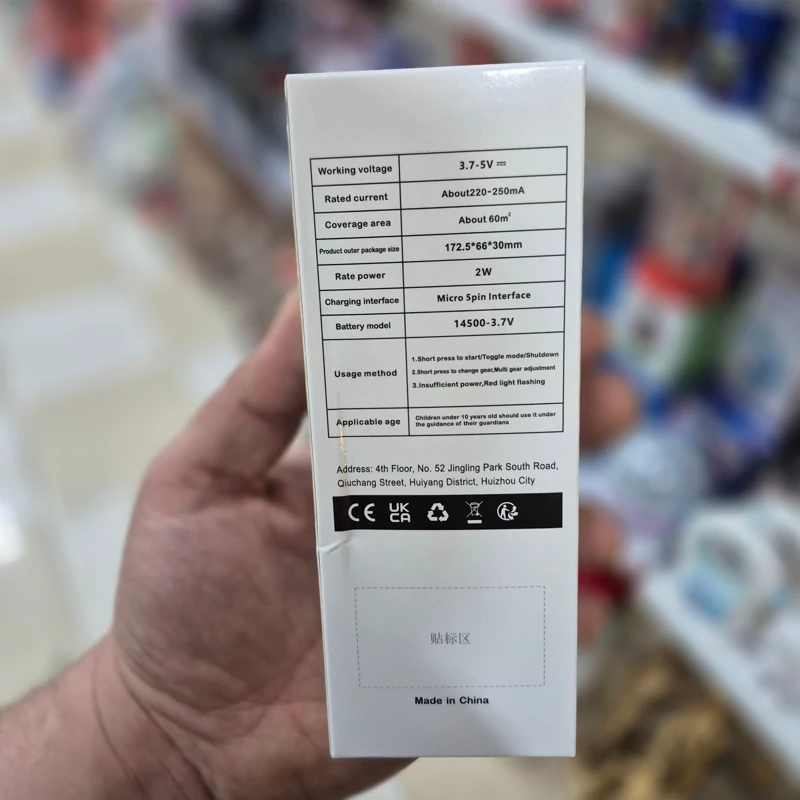 Working voltage 3.7-5V ⎓
Rated current About220-250mA
Coverage area About 60m²
Product outer package size 172.5*66*30mm
Rate power 2W
Charging interface Micro 5pin Interface
Battery model 14500-3.7V
Usage method
1.Short press to start/Toggle mode/Shutdown
2.Short press to change gear,Multi gear adjustment
3.Insufficient power,Red light flashing
Applicable age
Children under 10 years old should use it under
the guidance of their guardians
Address: 4th Floor, No. 52 Jingling Park South Road,
Qiuchang Street, Huiyang District, Huizhou City
CE UK
CA
贴标区
Made in China